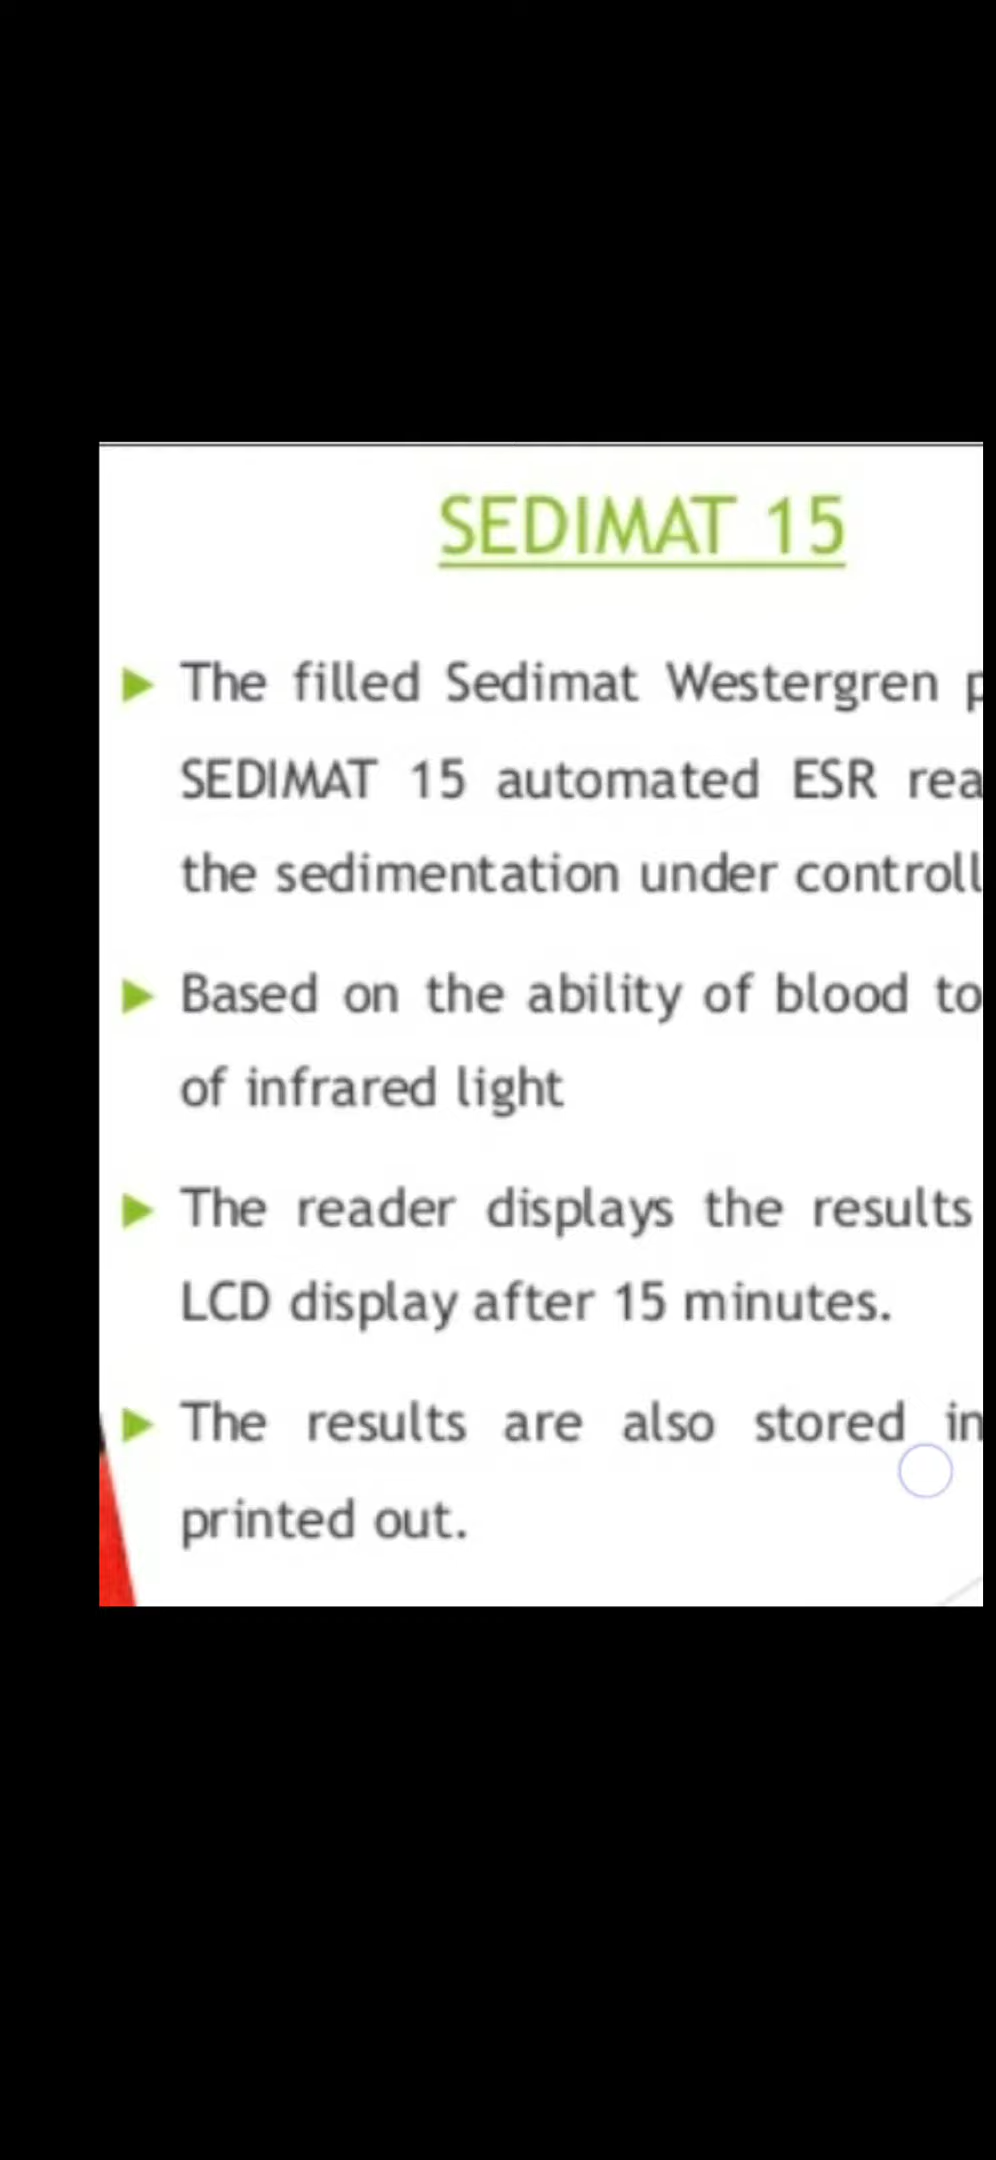 SEDIMAT 15
The filled Sedimat Westergren
SEDIMAT 15 automated ESR
the sedimentation under
Based on the ability of blood to
of infrared light
The reader displays the results
LCD display after 15 minutes.
The results are also stored in
printed out.